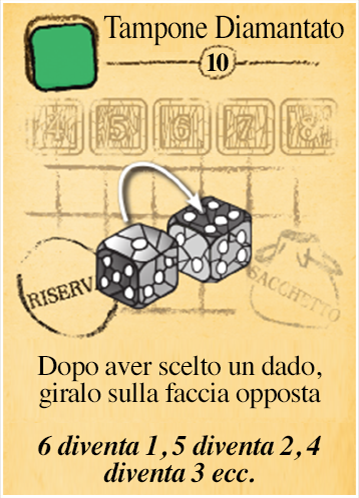 Tampone Diamantato
10
4 5 6 7 8
RISERV
SACCHETTO
Dopo aver scelto un dado,
giralo sulla faccia opposta
6 diventa 1, 5 diventa 2, 4
diventa 3 ecc.